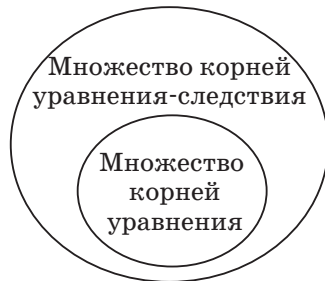 Множество корней
уравнения-следствия
Множество
корней
уравнения